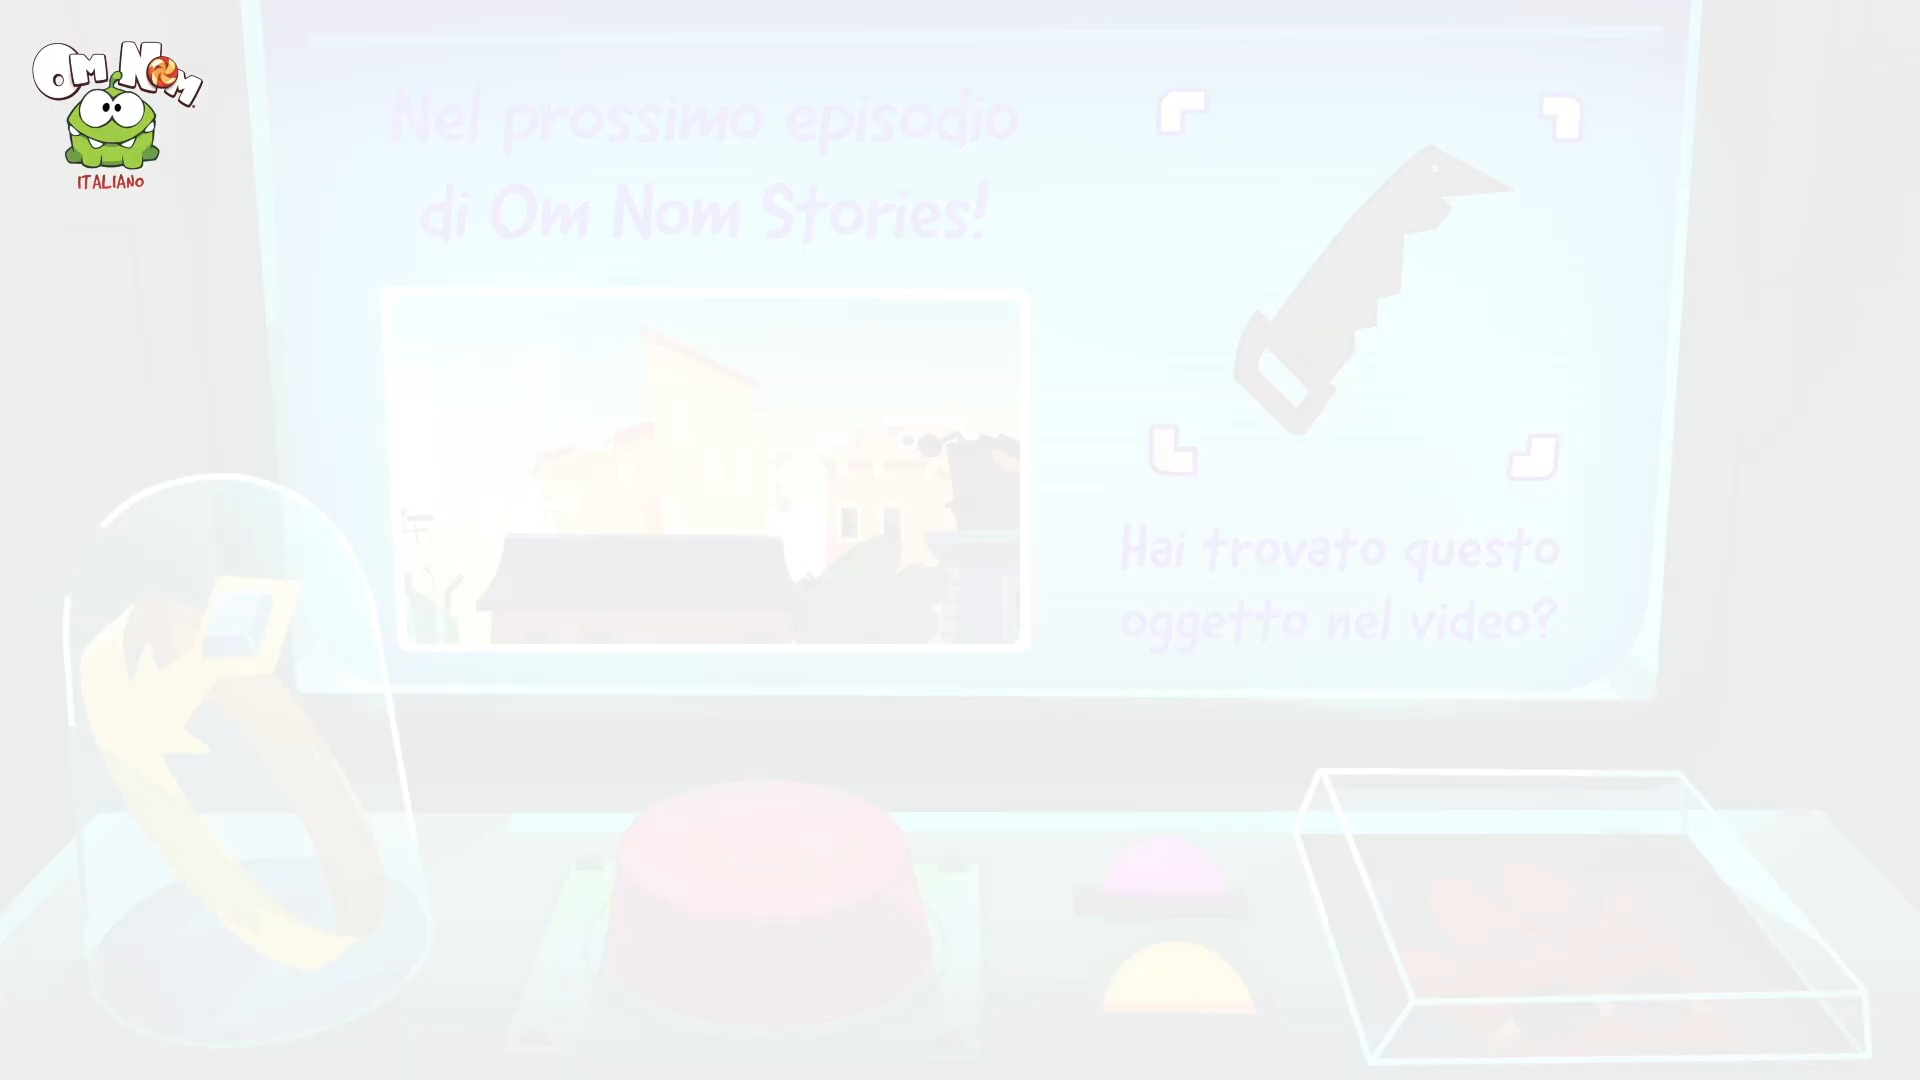 Om Nom
ITALIANO
Nel prossimo episodio
di Om Nom Stories!
Hai trovato questo
oggetto nel video?